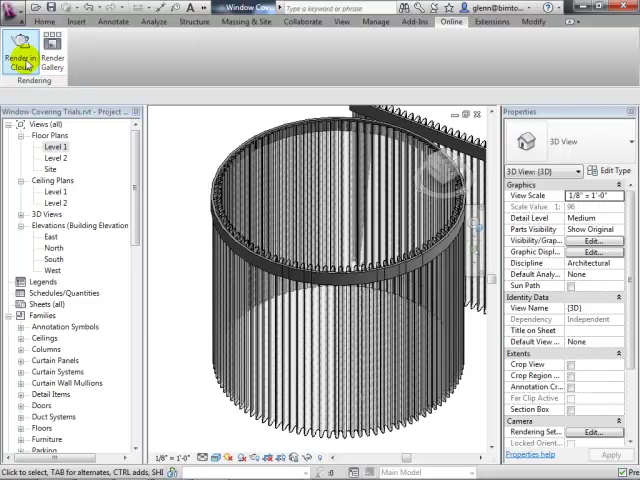 Window Cov...
Type a keyword or phrase
glenn@bimto...
Home Insert Annotate Analyze Structure Massing & Site Collaborate View Manage Add-Ins Online Extensions Modify
Render in Cloud
Render Gallery
Rendering
Window Covering Trials.rvt - Project ...
Views (all)
Floor Plans
Level 1
Level 2
Site
Ceiling Plans
Level 1
Level 2
3D Views
Elevations (Building Elevation
East
North
South
West
Legends
Schedules/Quantities
Sheets (all)
Families
Annotation Symbols
Ceilings
Columns
Curtain Panels
Curtain Systems
Curtain Wall Mullions
Detail Items
Doors
Duct Systems
Floors
Furniture
Parking
Properties
3D View
3D View: {3D}
Edit Type
Graphics
View Scale 1/8" = 1'-0"
Scale Value 1: 96
Detail Level Medium
Parts Visibility Show Original
Visibility/Grap... Edit...
Graphic Displ... Edit...
Discipline Architectural
Default Analy... None
Sun Path
Identity Data
View Name {3D}
Dependency Independent
Title on Sheet
Default View ... None
Extents
Crop View
Crop Region ...
Annotation Cr...
Far Clip Active
Section Box
Camera
Rendering Set... Edit...
Locked Orient...
Properties help
Apply
1/8" = 1'-0"
Click to select, TAB for alternates, CTRL adds, SHI
:0
Main Model
Pre